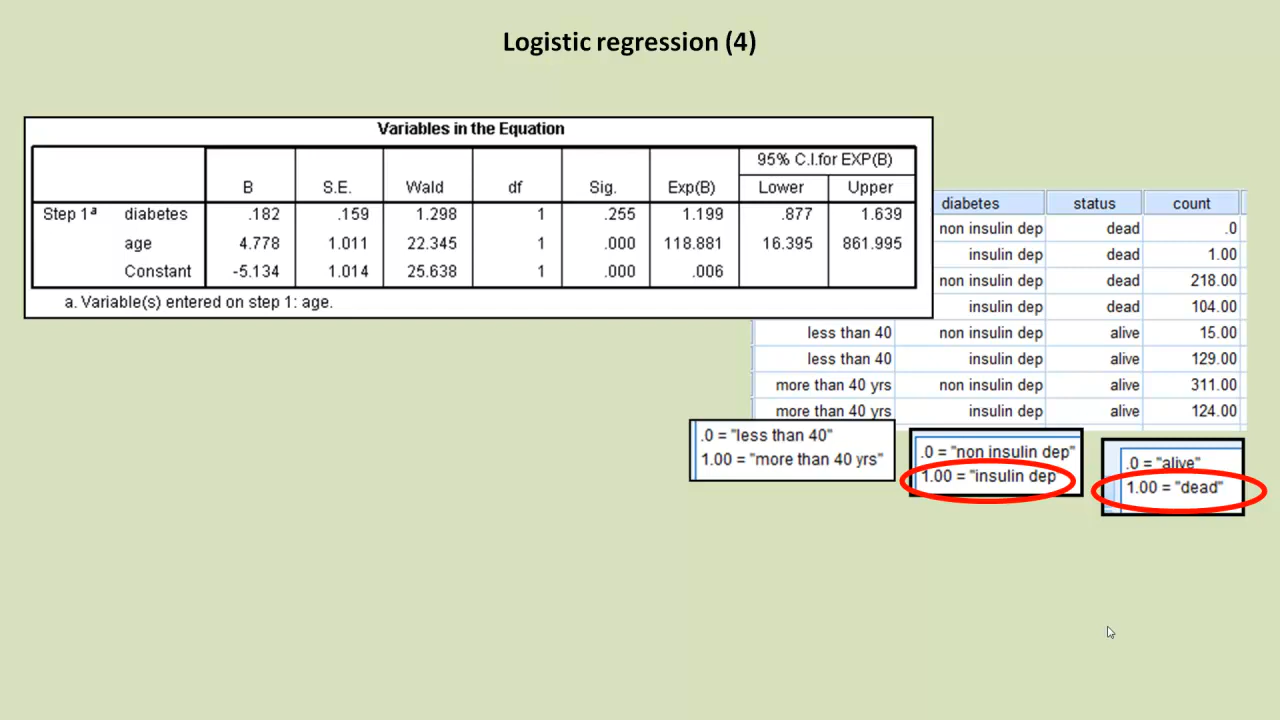 Logistic regression (4)
Variables in the Equation
95% C.I.for EXP(B)
B S.E. Wald df Sig. Exp(B) Lower Upper
Step 1ª diabetes .182 .159 1.298 1 .255 1.199 .877 1.639
age 4.778 1.011 22.345 1 .000 118.881 16.395 861.995
Constant -5.134 1.014 25.638 1 .000 .006
a. Variable(s) entered on step 1: age.
diabetes status count
non insulin dep dead .0
insulin dep dead 1.00
non insulin dep dead 218.00
insulin dep dead 104.00
less than 40 non insulin dep alive 15.00
less than 40 insulin dep alive 129.00
more than 40 yrs non insulin dep alive 311.00
more than 40 yrs insulin dep alive 124.00
.0 = "less than 40"
1.00 = "more than 40 yrs"
.0 = "non insulin dep"
1.00 = "insulin dep
.0 = "alive"
1.00 = "dead"